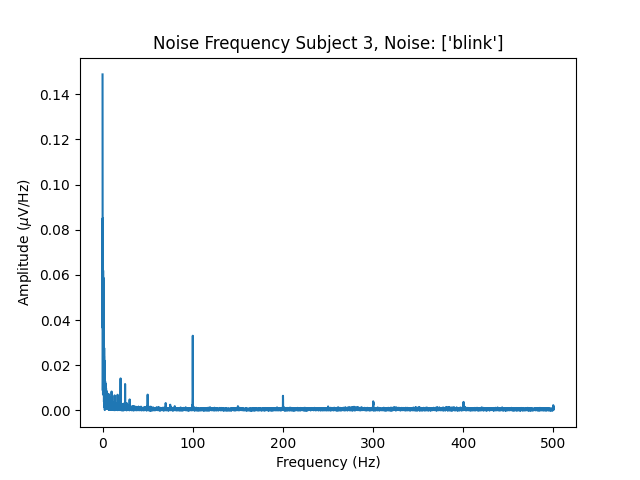 Noise Frequency Subject 3, Noise: ['blink']
0.14
0.12
0.10
0.08
0.06
0.04
0.02
0.00
Amplitude (μV/Hz)
0 100 200 300 400 500
Frequency (Hz)